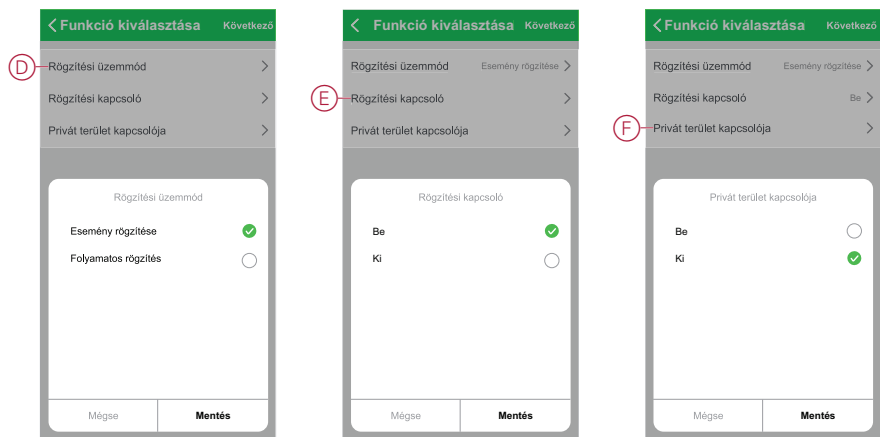 Funkció kiválasztása Következő
D
Rögzítési üzemmód
Rögzítési kapcsoló
Privát terület kapcsolója
Rögzítési üzemmód
Esemény rögzítése
Folyamatos rögzítés
Mégse Mentés
Funkció kiválasztása Következő
Rögzítési üzemmód Esemény rögzítése
E
Rögzítési kapcsoló
Privát terület kapcsolója
Rögzítési kapcsoló
Be
Ki
Mégse Mentés
Funkció kiválasztása Következő
Rögzítési üzemmód Esemény rögzítése
Rögzítési kapcsoló Be
F
Privát terület kapcsolója
Privát terület kapcsolója
Be
Ki
Mégse Mentés